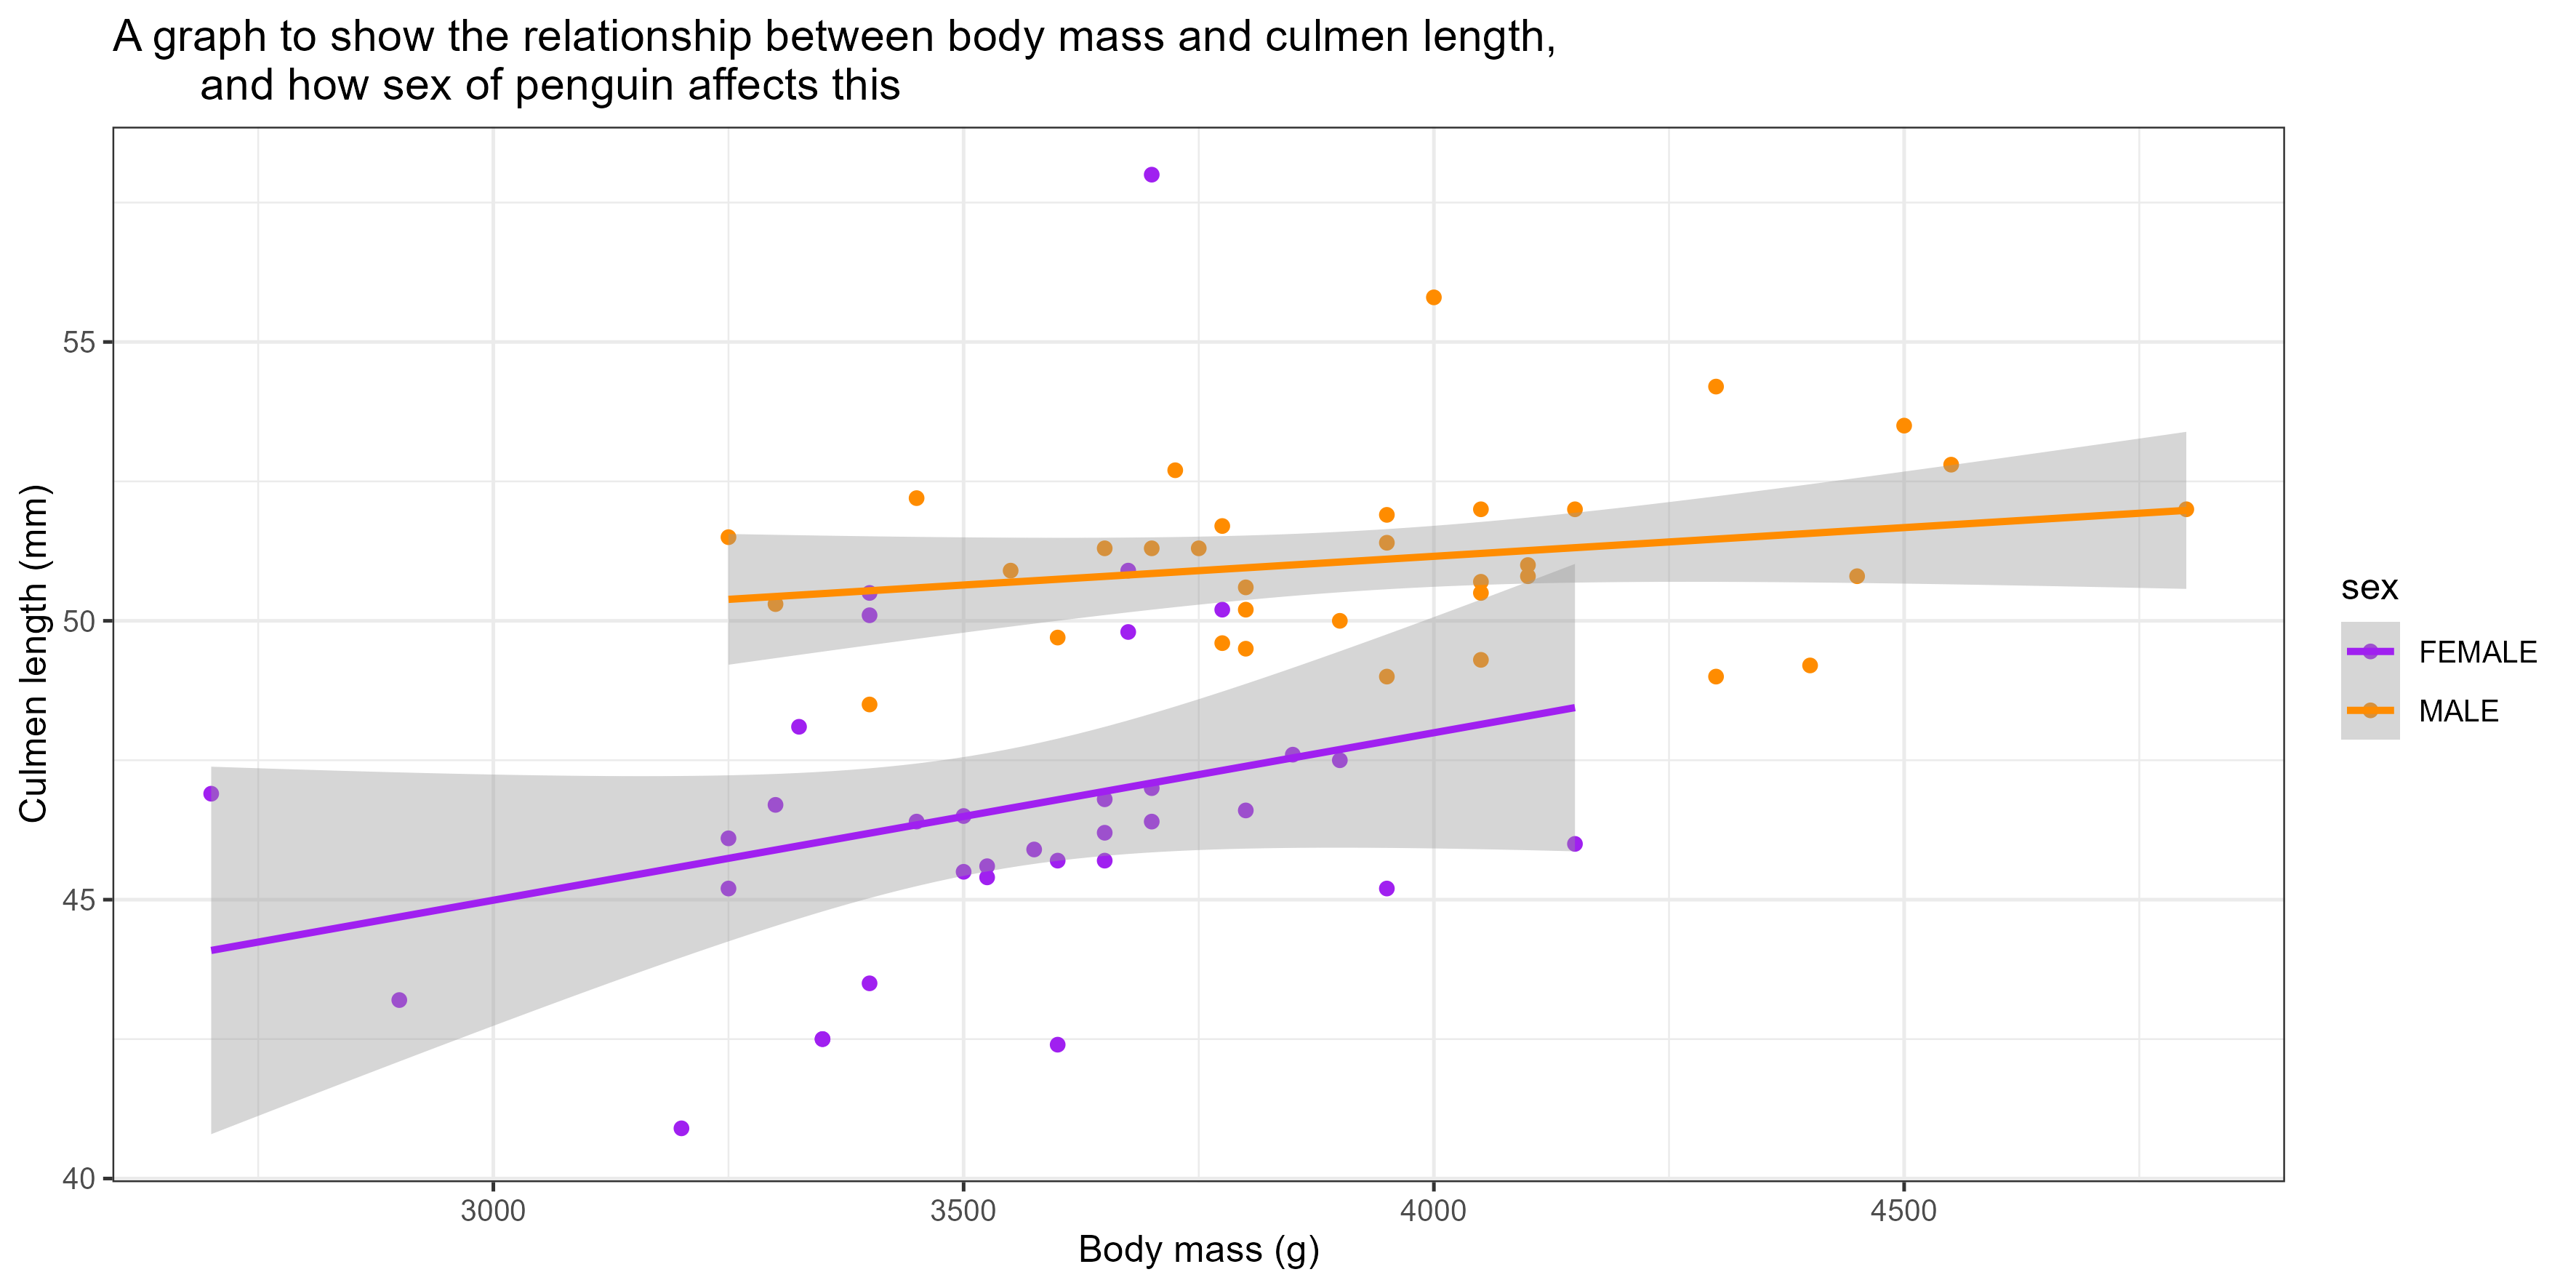 A graph to show the relationship between body mass and culmen length,
and how sex of penguin affects this
55
50
45
40
Culmen length (mm)
3000
3500
4000
4500
Body mass (g)
sex
FEMALE
MALE